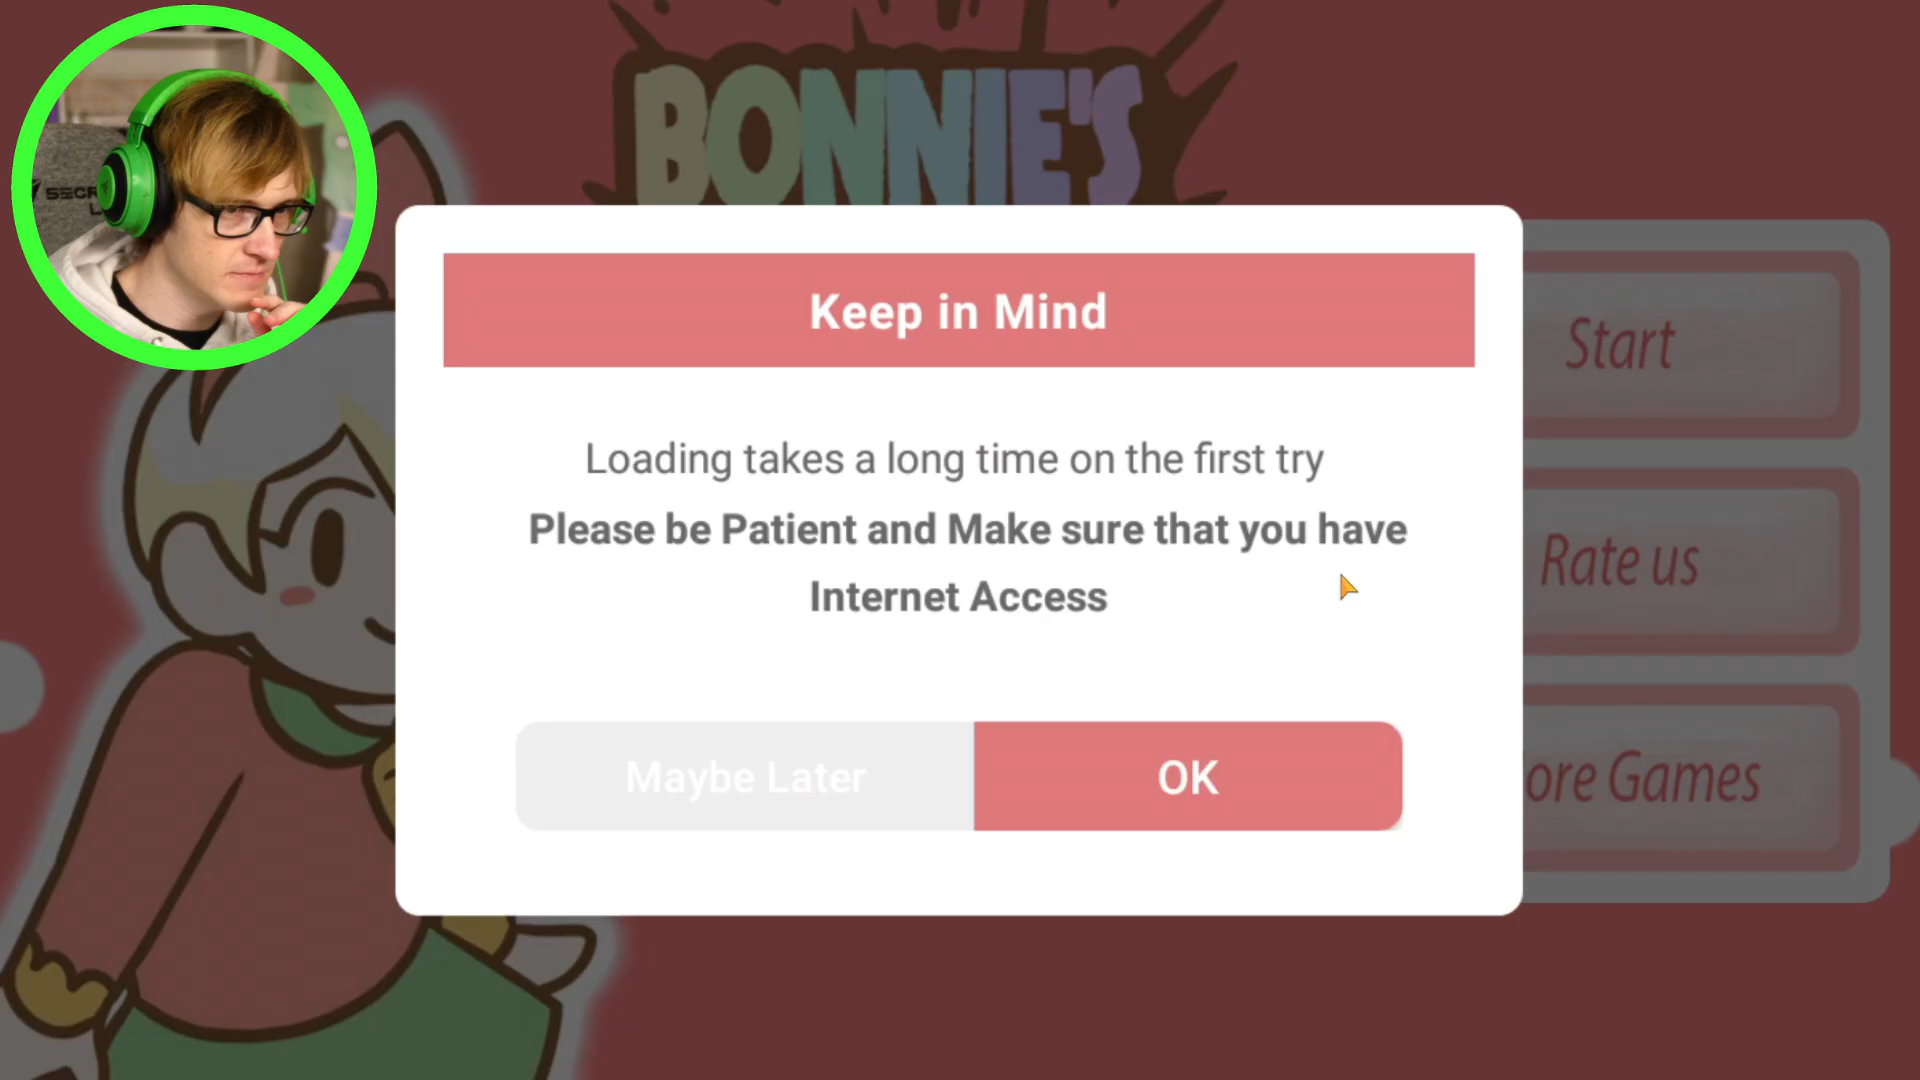 BONNIE'S
SECR
Keep in Mind
Loading takes a long time on the first try
Please be Patient and Make sure that you have
Internet Access
Maybe Later
OK
Start
Rate us
ore Games